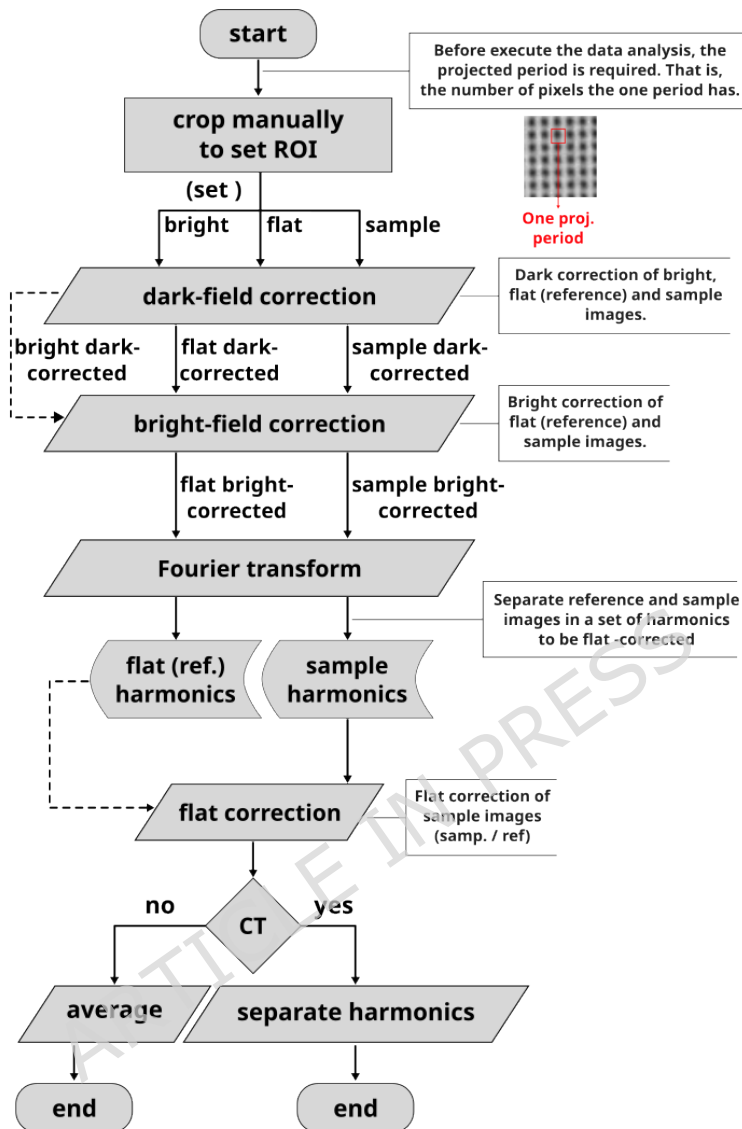 start
Before execute the data analysis, the
projected period is required. That is,
the number of pixels the one period has.
crop manually
to set ROI
One proj.
period
(set )
bright
flat
sample
dark-field correction
Dark correction of bright,
flat (reference) and sample
images.
bright dark-
corrected
flat dark-
corrected
sample dark-
corrected
bright-field correction
Bright correction of
flat (reference) and
sample images.
flat bright-
corrected
sample bright-
corrected
Fourier transform
Separate reference and sample
images in a set of harmonics
to be flat -corrected
flat (ref.)
harmonics
sample
harmonics
flat correction
Flat correction of
sample images
(samp. / ref)
no
yes
CT
average
separate harmonics
end
end
ARTICLE IN PRESS